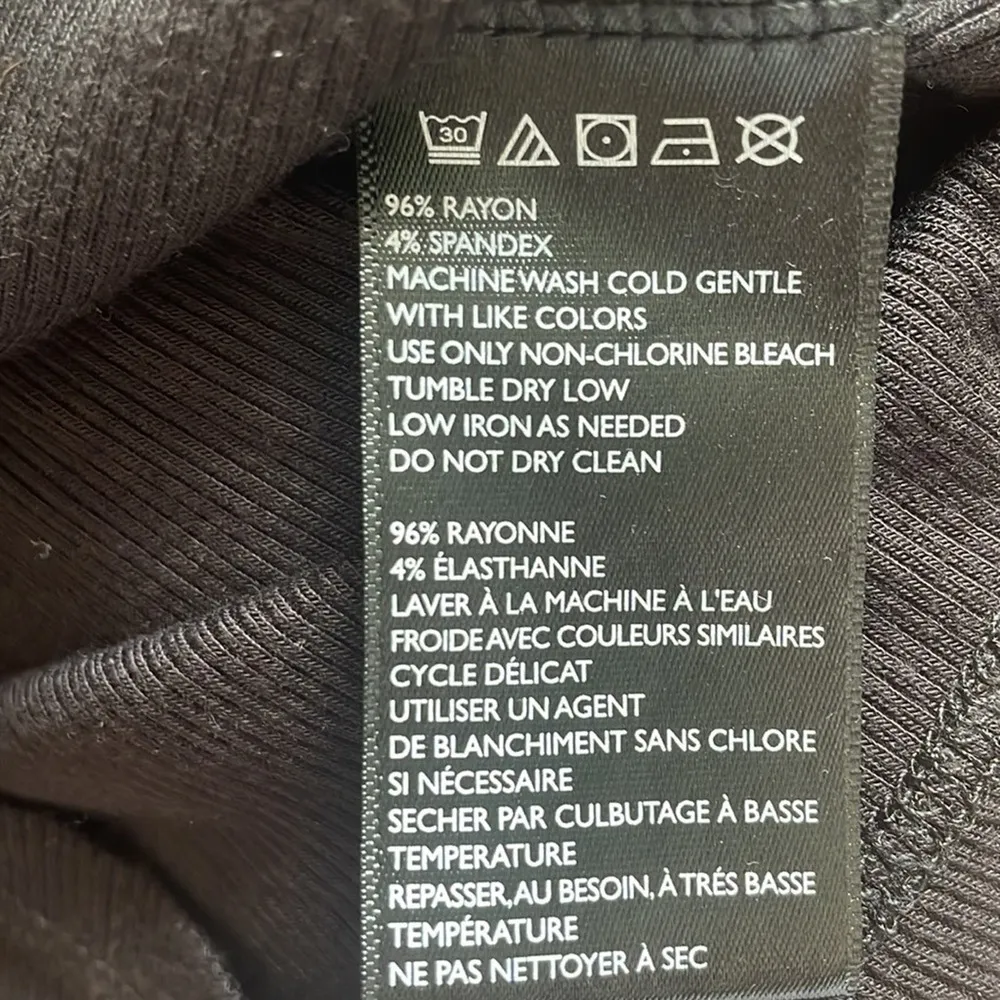 30
96% RAYON
4% SPANDEX
MACHINE WASH COLD GENTLE
WITH LIKE COLORS
USE ONLY NON-CHLORINE BLEACH
TUMBLE DRY LOW
LOW IRON AS NEEDED
DO NOT DRY CLEAN
96% RAYONNE
4% ÉLASTHANNE
LAVER À LA MACHINE À L'EAU
FROIDE AVEC COULEURS SIMILAIRES
CYCLE DÉLICAT
UTILISER UN AGENT
DE BLANCHIMENT SANS CHLORE
SI NÉCESSAIRE
SECHER PAR CULBUTAGE À BASSE
TEMPERATURE
REPASSER, AU BESOIN, À TRÉS BASSE
TEMPÉRATURE
NE PAS NETTOYER À SEC